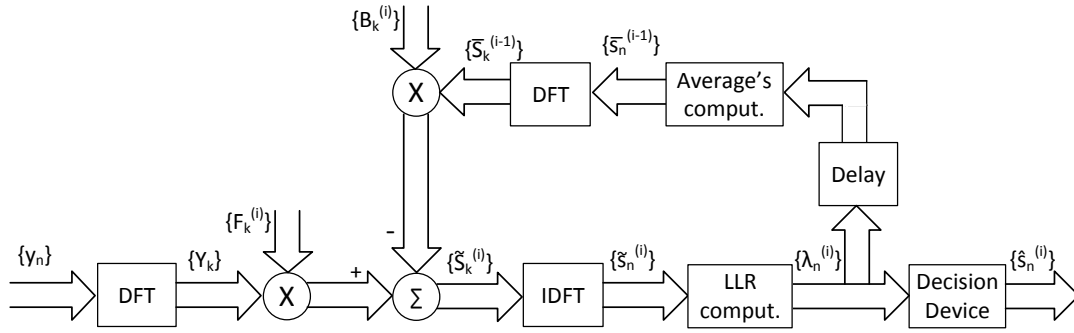 {B_k^(i)}
{S̅_k^(i-1)}
{s̅_n^(i-1)}
X
DFT
Average's
comput.
Delay
{F_k^(i)}
-
{y_n}
DFT
{Y_k}
X
+
Σ
{S̃_k^(i)}
IDFT
{s̃_n^(i)}
LLR
comput.
{λ_n^(i)}
Decision
Device
{ŝ_n^(i)}